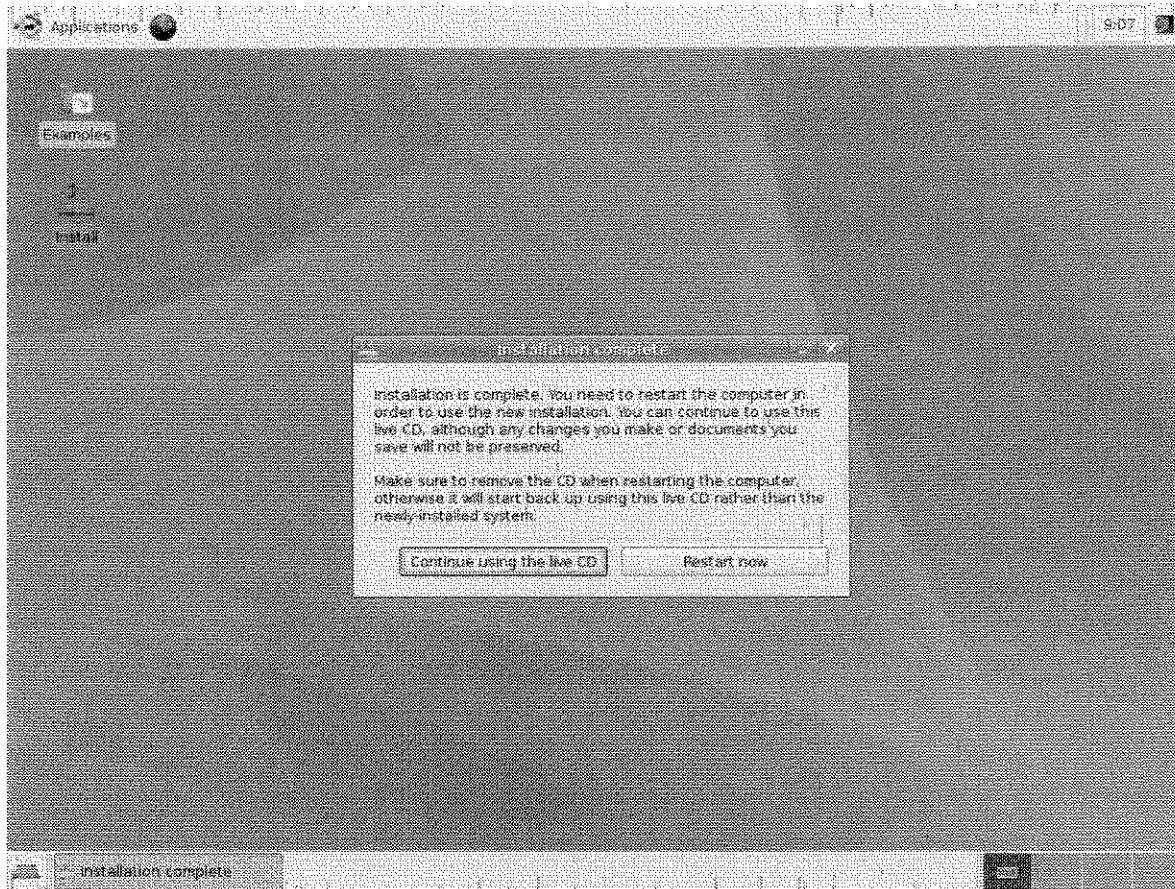 Applications
9:07
Examples
Install
Installation complete
Installation is complete. You need to restart the computer in
order to use the new installation. You can continue to use this
live CD, although any changes you make or documents you
save will not be preserved.
Make sure to remove the CD when restarting the computer,
otherwise it will start back up using this live CD rather than the
newly-installed system.
Continue using the live CD
Restart now
Installation complete